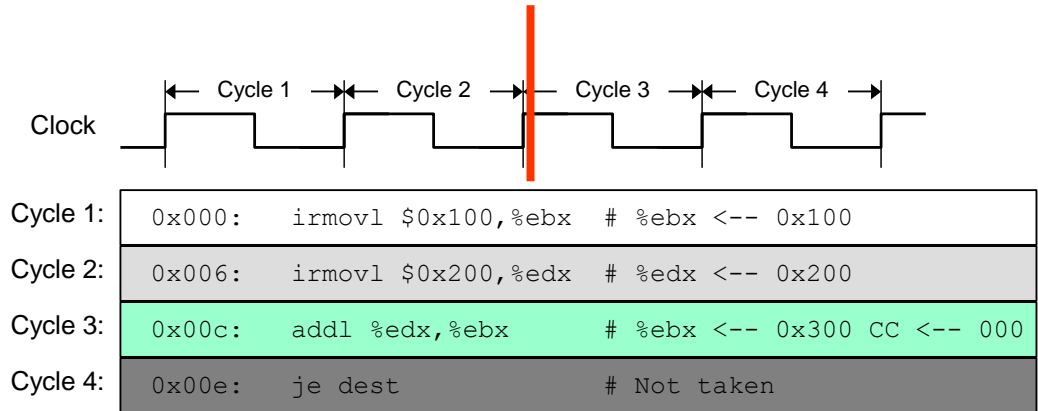 Cycle 1 Cycle 2 Cycle 3 Cycle 4
Clock
Cycle 1: 0x000: irmovl $0x100,%ebx # %ebx <-- 0x100
Cycle 2: 0x006: irmovl $0x200,%edx # %edx <-- 0x200
Cycle 3: 0x00c: addl %edx,%ebx # %ebx <-- 0x300 CC <-- 000
Cycle 4: 0x00e: je dest # Not taken